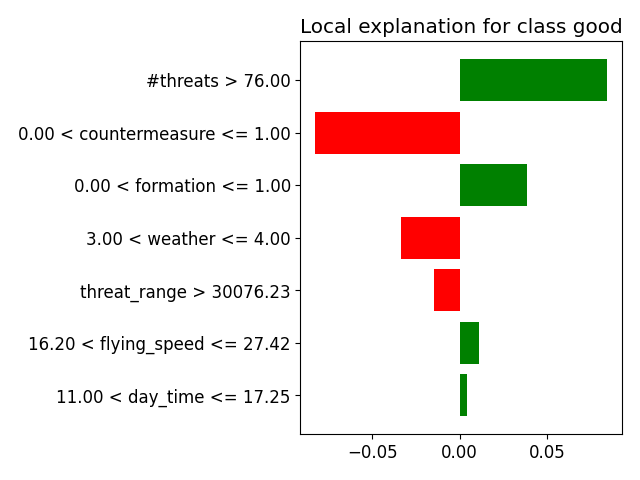 Local explanation for class good
#threats > 76.00
0.00 < countermeasure <= 1.00
0.00 < formation <= 1.00
3.00 < weather <= 4.00
threat_range > 30076.23
16.20 < flying_speed <= 27.42
11.00 < day_time <= 17.25
−0.05 0.00 0.05